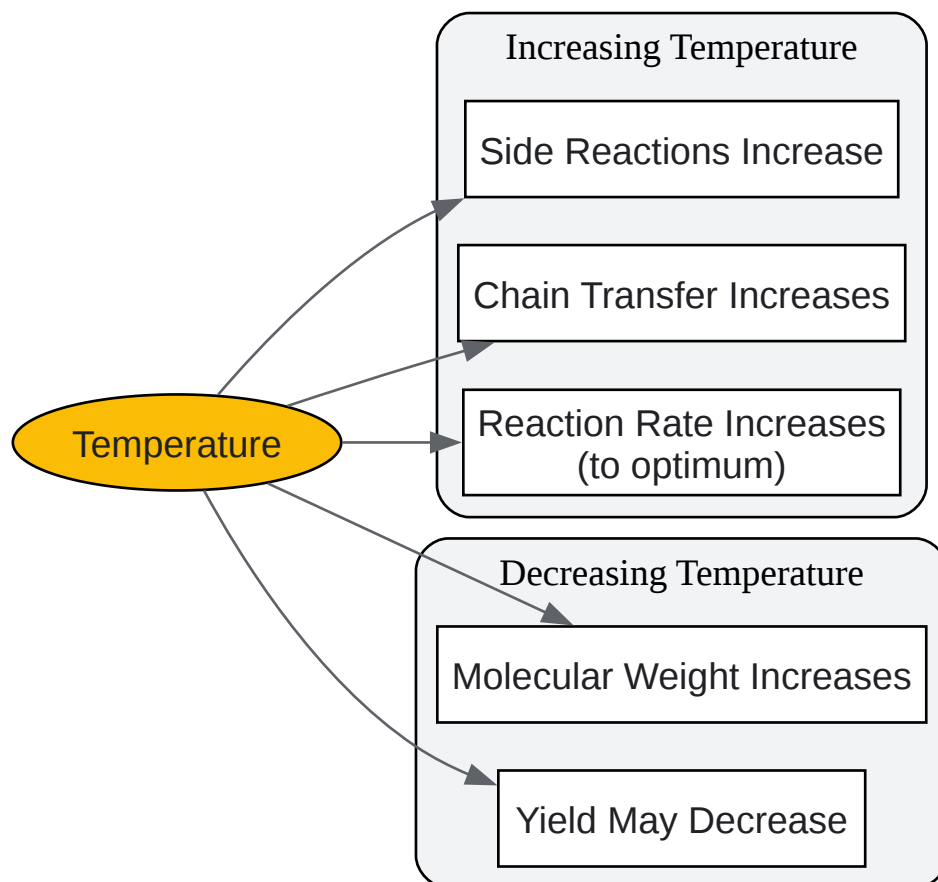 Increasing Temperature
Side Reactions Increase
Chain Transfer Increases
Reaction Rate Increases
(to optimum)
Temperature
Decreasing Temperature
Molecular Weight Increases
Yield May Decrease